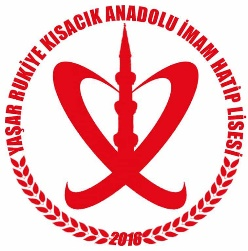 YAŞAR RUKİYE KISACIK ANADOLU İMAM HATİP LİSESİ
2016